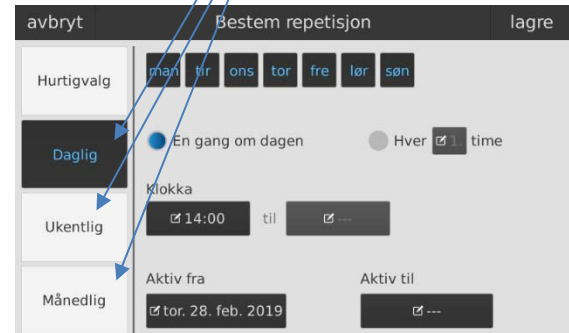 avbryt Bestem repetisjon lagre
Hurtigvalg man tir ons tor fre lør søn
Daglig En gang om dagen Hver 1. time
Klokka
Ukentlig 14:00 til ---
Aktiv fra Aktiv til
Månedlig tor. 28. feb. 2019 ---